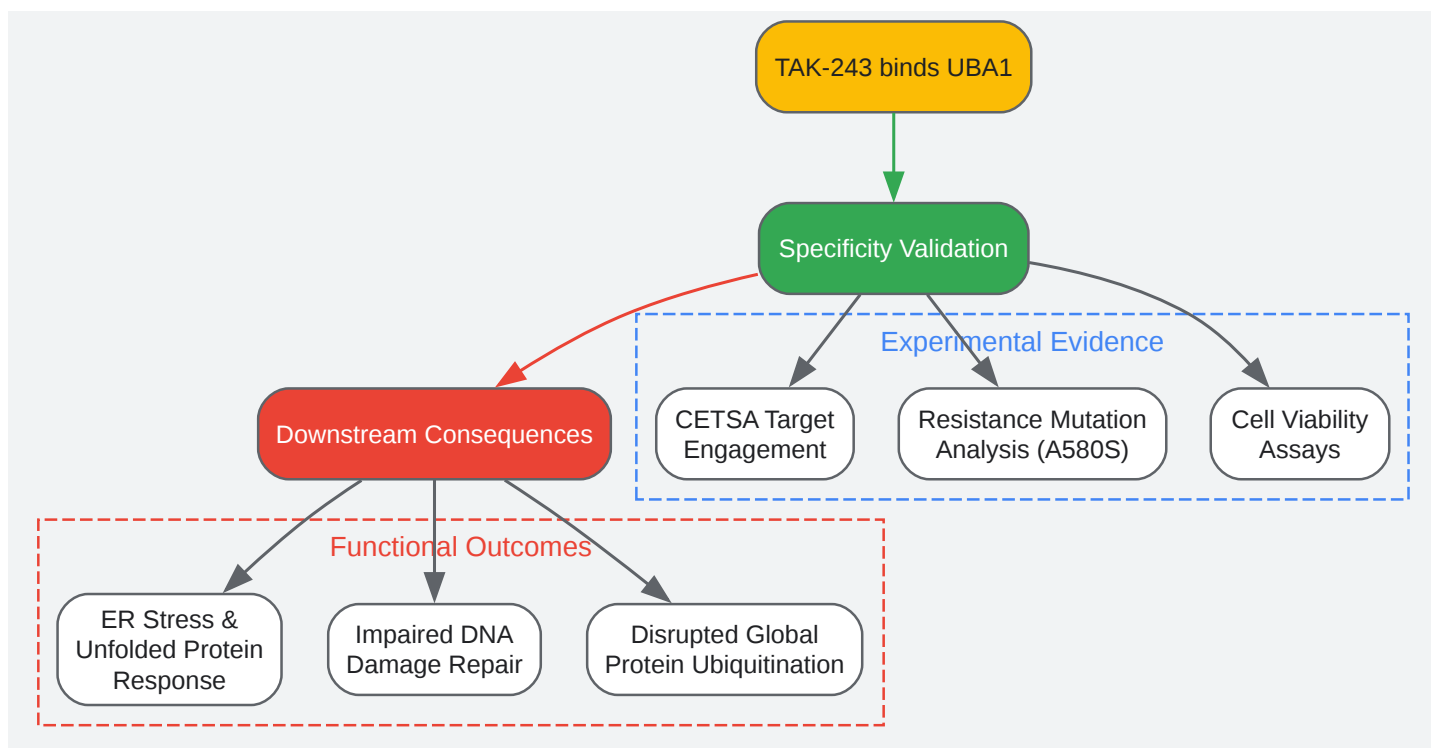 TAK-243 binds UBA1
Specificity Validation
Experimental Evidence
CETSA Target
Engagement
Resistance Mutation
Analysis (A580S)
Cell Viability
Assays
Downstream Consequences
Functional Outcomes
ER Stress &
Unfolded Protein
Response
Impaired DNA
Damage Repair
Disrupted Global
Protein Ubiquitination